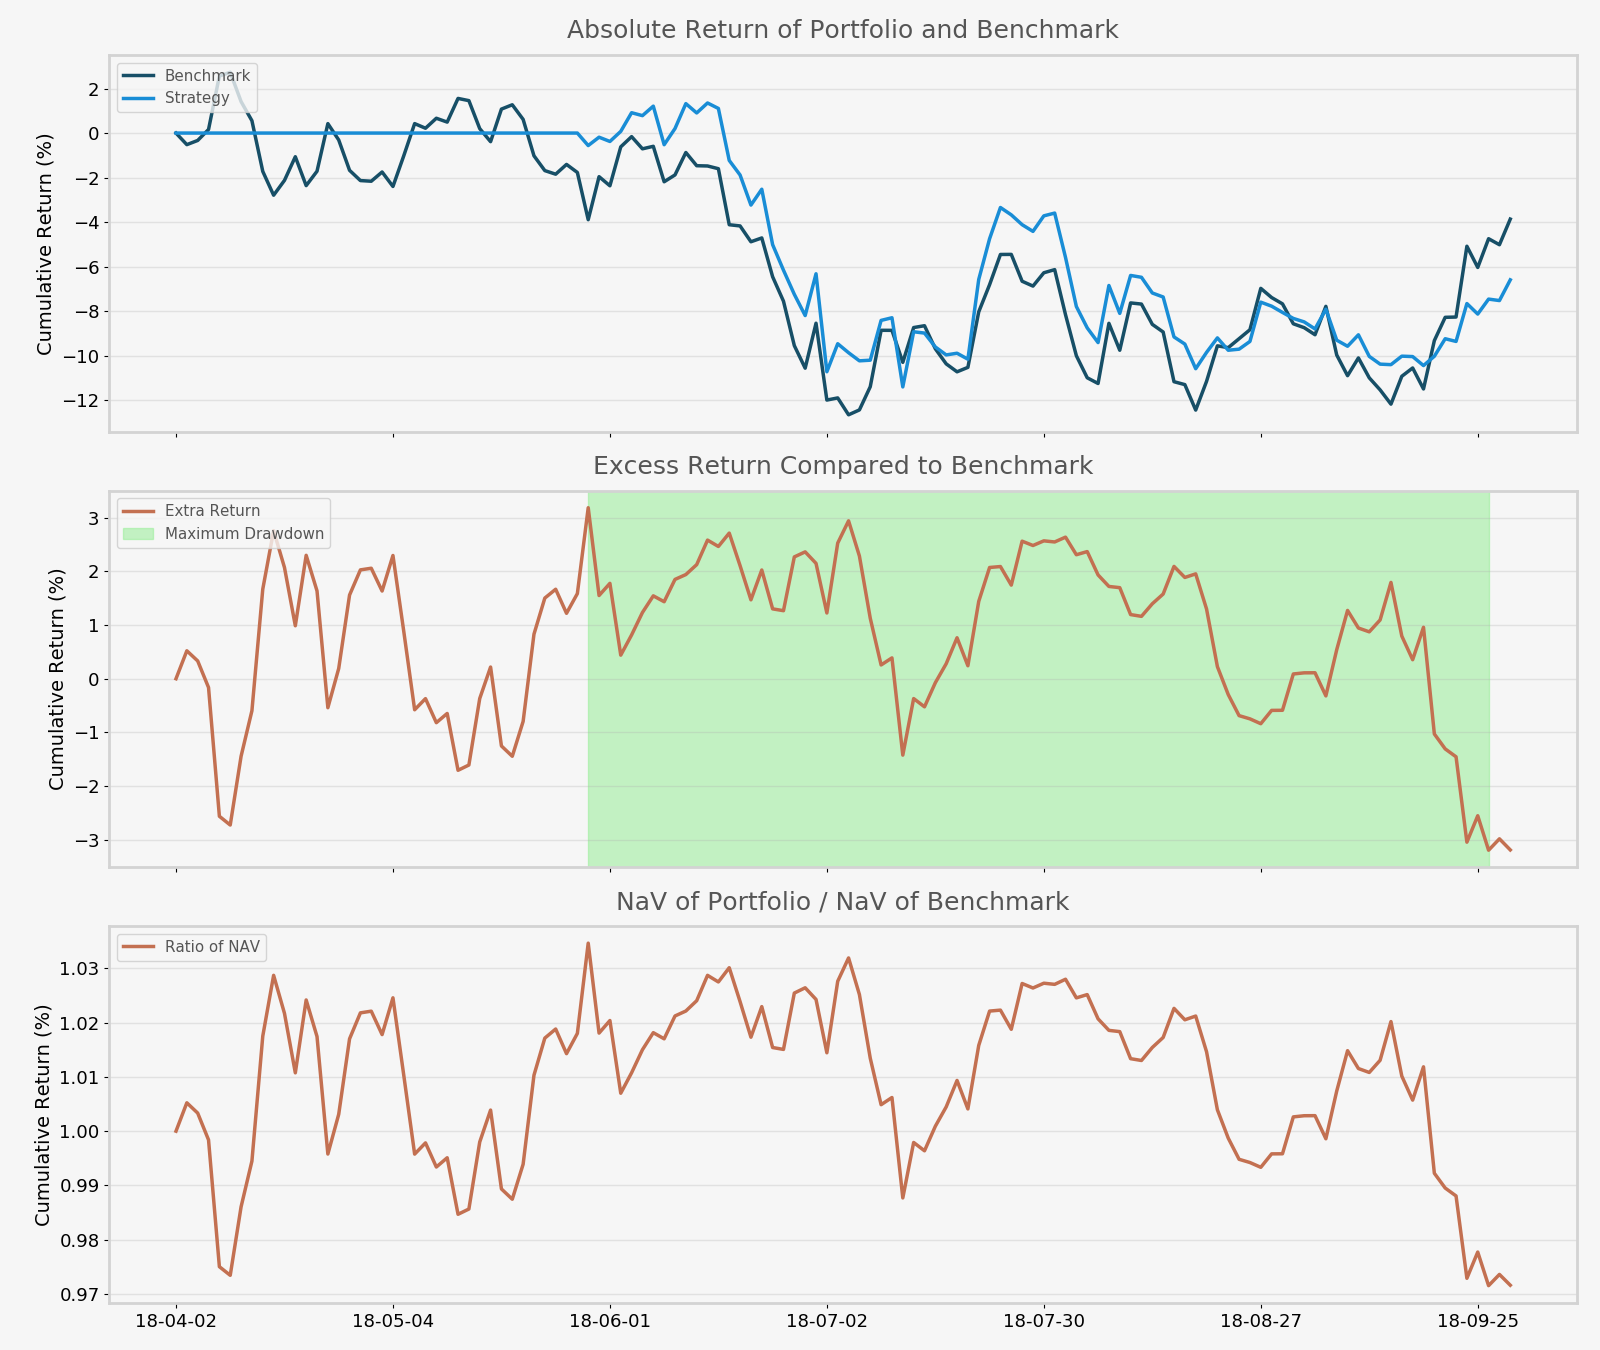 Absolute Return of Portfolio and Benchmark
Benchmark
Strategy
Cumulative Return (%)
2
0
−2
−4
−6
−8
−10
−12
Excess Return Compared to Benchmark
Extra Return
Maximum Drawdown
Cumulative Return (%)
3
2
1
0
−1
−2
−3
NaV of Portfolio / NaV of Benchmark
Ratio of NAV
Cumulative Return (%)
1.03
1.02
1.01
1.00
0.99
0.98
0.97
18-04-02 18-05-04 18-06-01 18-07-02 18-07-30 18-08-27 18-09-25